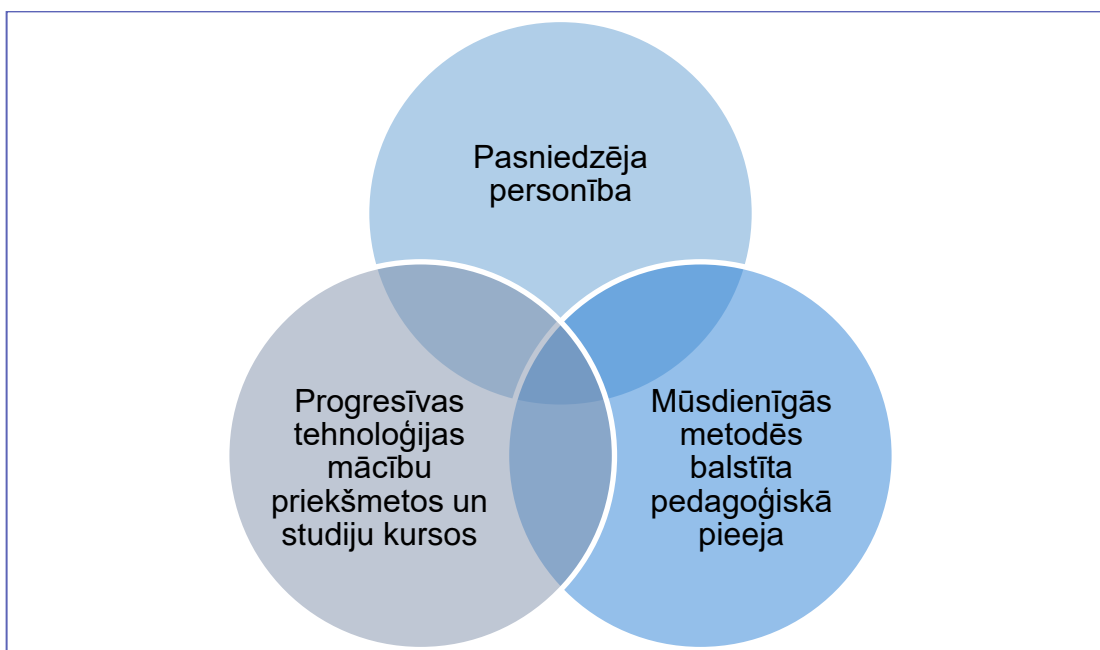 Pasniedzēja
personība
Progresīvas
tehnoloģijas
mācību
priekšmetos un
studiju kursos
Mūsdienīgās
metodēs
balstīta
pedagoģiskā
pieeja